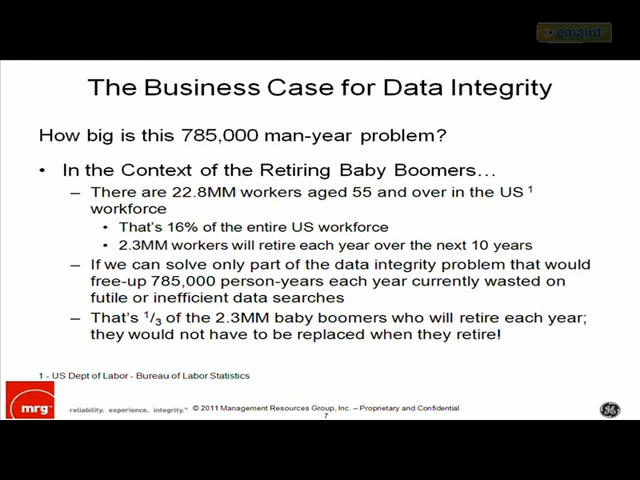 emaint
The Business Case for Data Integrity
How big is this 785,000 man-year problem?
• In the Context of the Retiring Baby Boomers…
– There are 22.8MM workers aged 55 and over in the US ¹
workforce
• That's 16% of the entire US workforce
• 2.3MM workers will retire each year over the next 10 years
– If we can solve only part of the data integrity problem that would
free-up 785,000 person-years each year currently wasted on
futile or inefficient data searches
– That's ¹/₃ of the 2.3MM baby boomers who will retire each year;
they would not have to be replaced when they retire!
1 - US Dept of Labor - Bureau of Labor Statistics
mrg
reliability. experience. integrity.™ © 2011 Management Resources Group, Inc. – Proprietary and Confidential
7